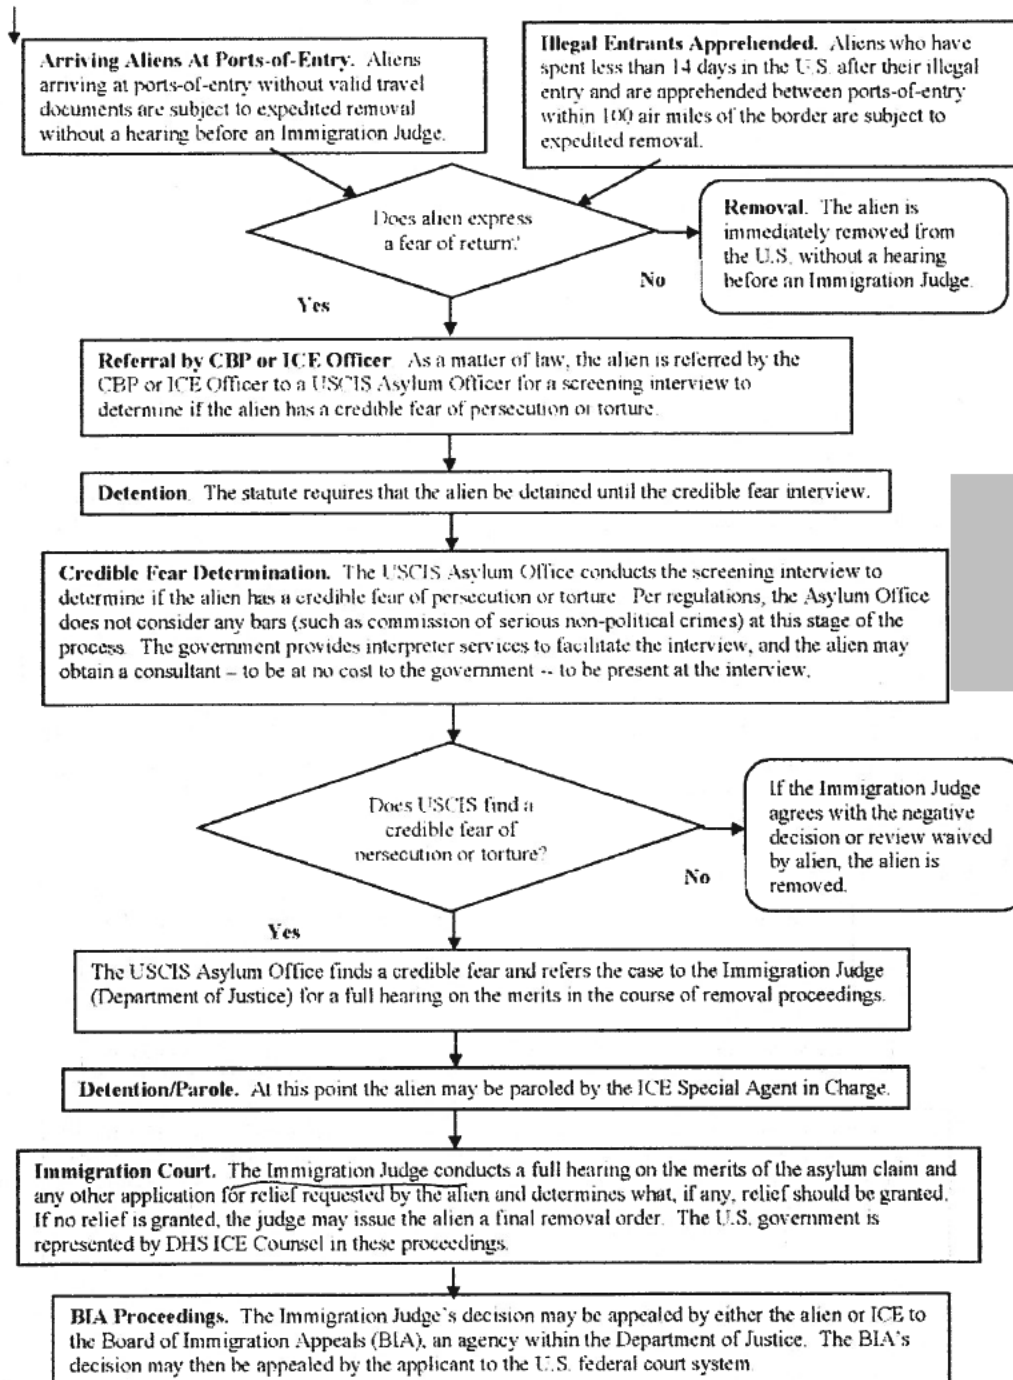 Arriving Aliens At Ports-of-Entry. Aliens
arriving at ports-of-entry without valid travel
documents are subject to expedited removal
without a hearing before an Immigration Judge.
Illegal Entrants Apprehended. Aliens who have
spent less than 14 days in the U.S. after their illegal
entry and are apprehended between ports-of-entry
within 100 air miles of the border are subject to
expedited removal.
Does alien express
a fear of return?
Removal. The alien is
immediately removed from
the U.S. without a hearing
before an Immigration Judge.
No
Yes
Referral by CBP or ICE Officer. As a matter of law, the alien is referred by the
CBP or ICE Officer to a USCIS Asylum Officer for a screening interview to
determine if the alien has a credible fear of persecution or torture.
Detention. The statute requires that the alien be detained until the credible fear interview.
Credible Fear Determination. The USCIS Asylum Office conducts the screening interview to
determine if the alien has a credible fear of persecution or torture. Per regulations, the Asylum Office
does not consider any bars (such as commission of serious non-political crimes) at this stage of the
process. The government provides interpreter services to facilitate the interview, and the alien may
obtain a consultant – to be at no cost to the government -- to be present at the interview.
Does USCIS find a
credible fear of
persecution or torture?
If the Immigration Judge
agrees with the negative
decision or review waived
by alien, the alien is
removed.
No
Yes
The USCIS Asylum Office finds a credible fear and refers the case to the Immigration Judge
(Department of Justice) for a full hearing on the merits in the course of removal proceedings.
Detention/Parole. At this point the alien may be paroled by the ICE Special Agent in Charge.
Immigration Court. The Immigration Judge conducts a full hearing on the merits of the asylum claim and
any other application for relief requested by the alien and determines what, if any, relief should be granted.
If no relief is granted, the judge may issue the alien a final removal order. The U.S. government is
represented by DHS ICE Counsel in these proceedings.
BIA Proceedings. The Immigration Judge's decision may be appealed by either the alien or ICE to
the Board of Immigration Appeals (BIA), an agency within the Department of Justice. The BIA's
decision may then be appealed by the applicant to the U.S. federal court system.